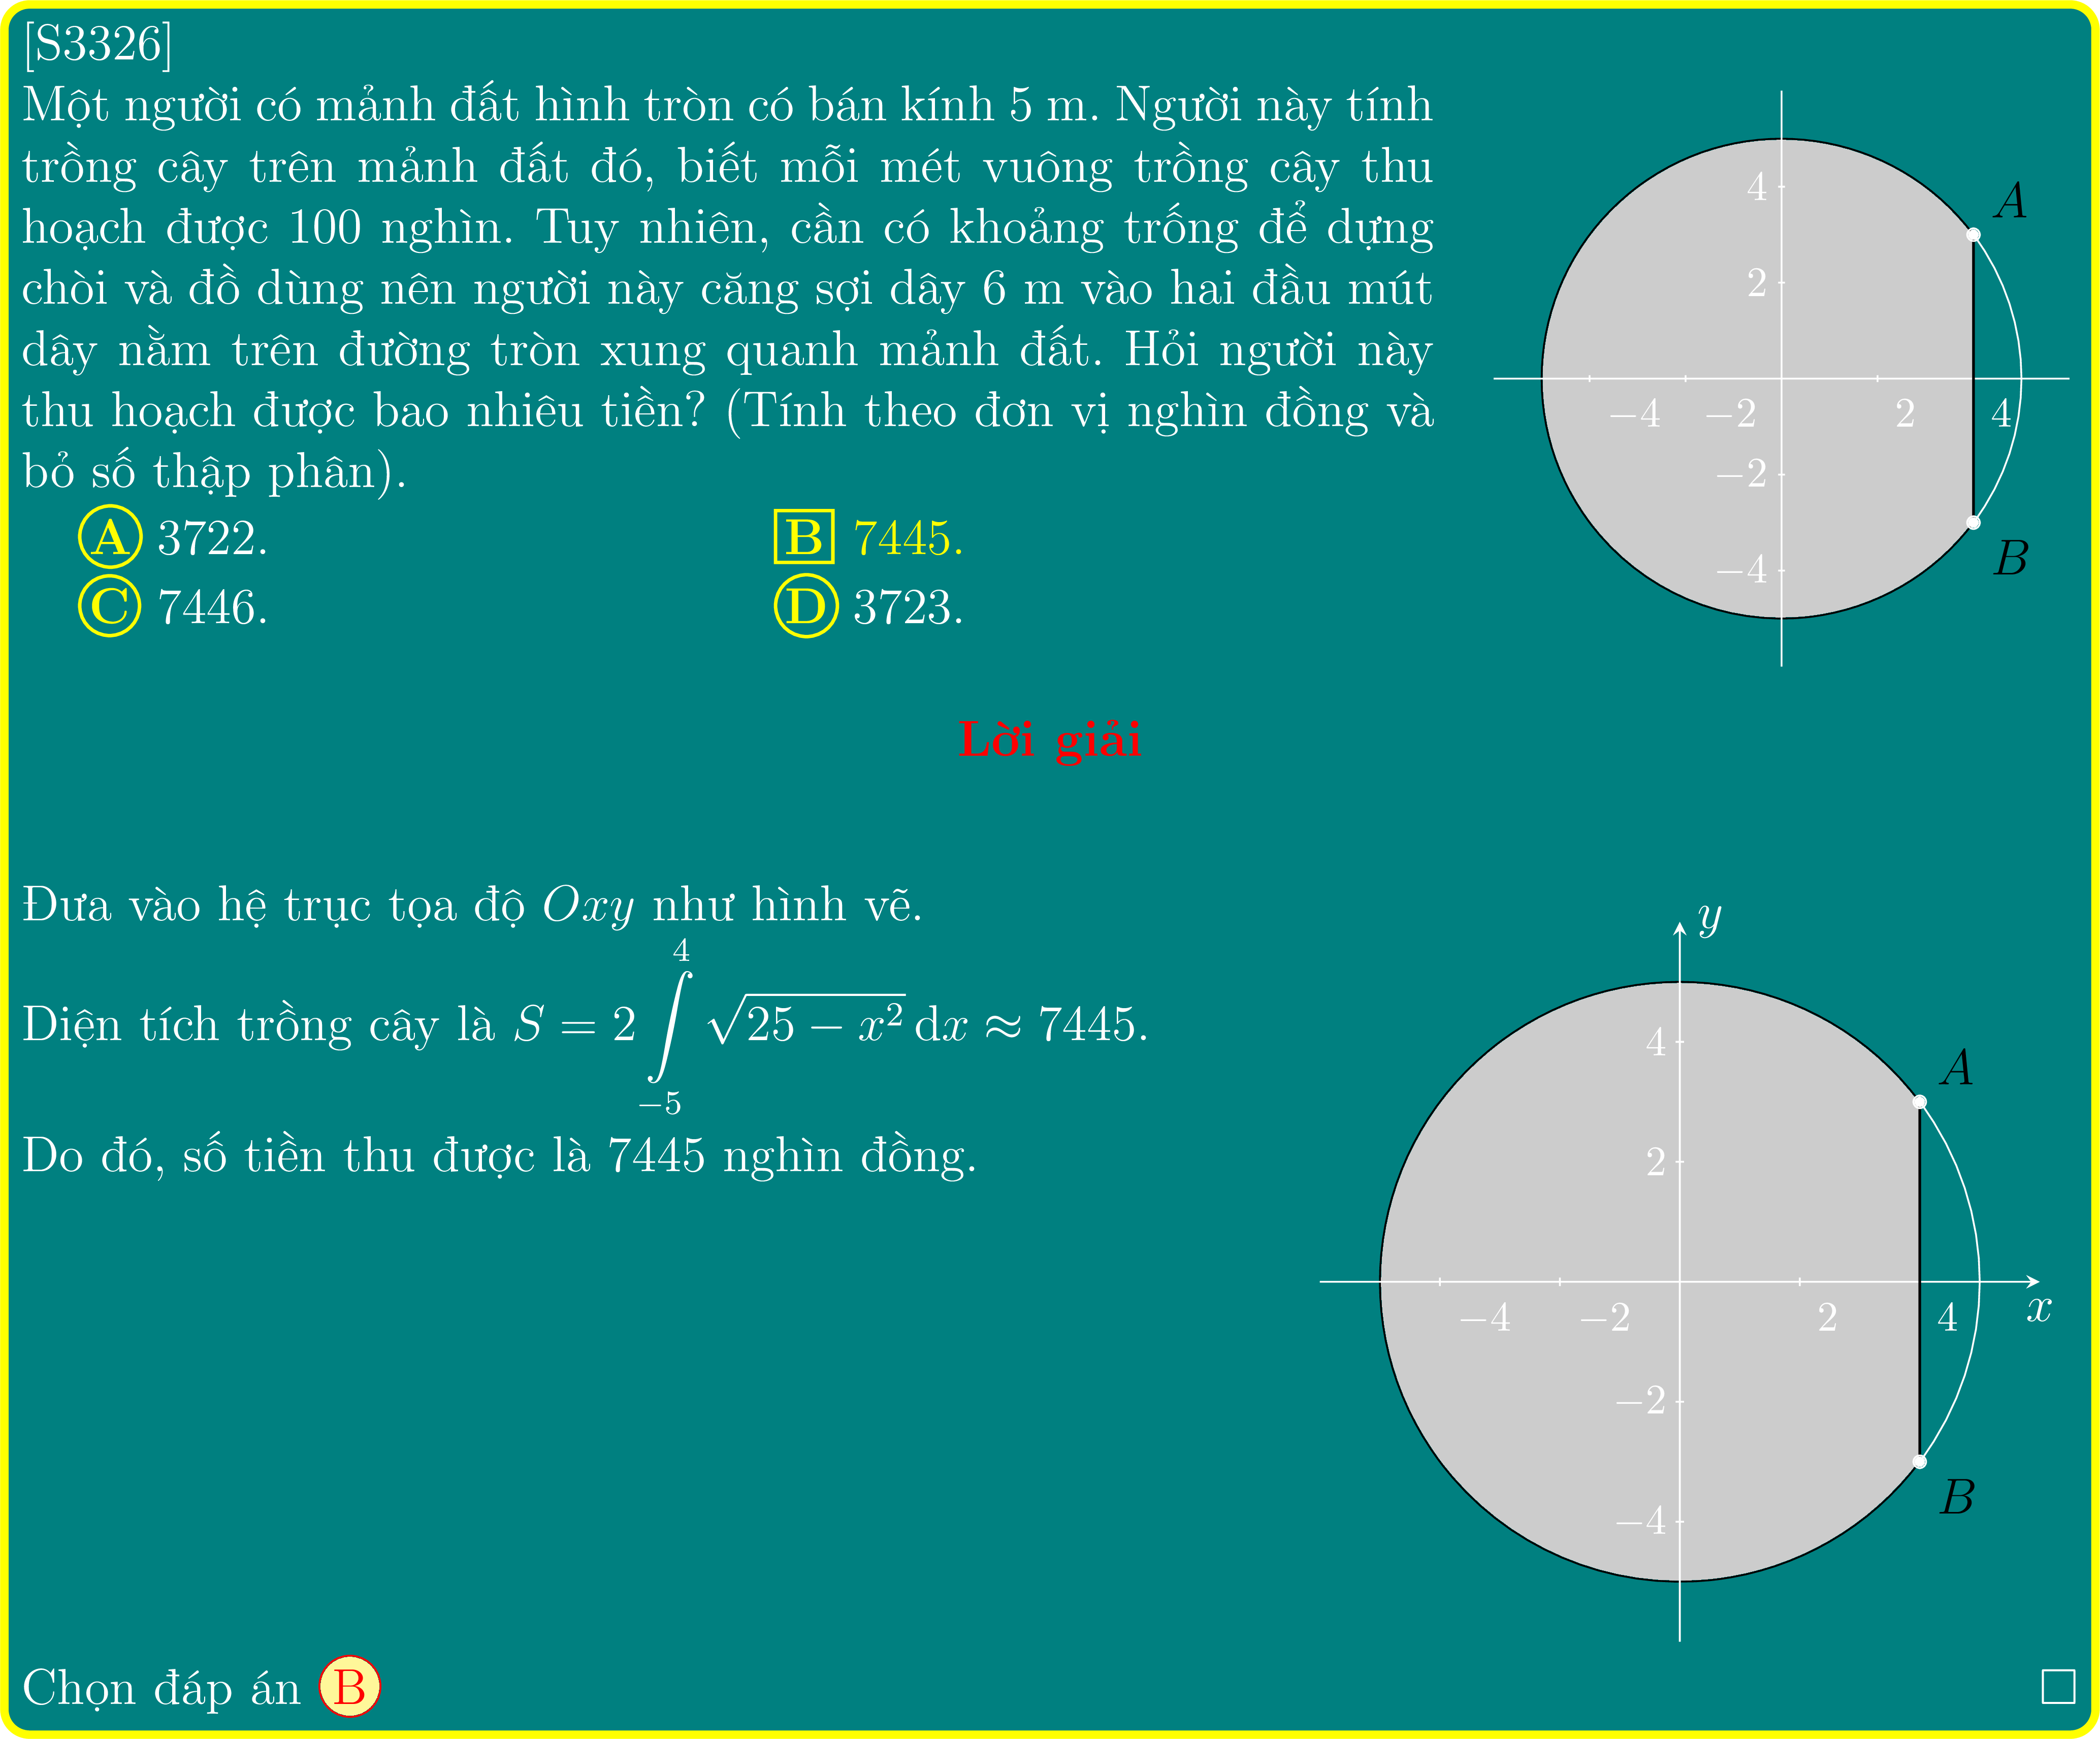 [S3326]
Một người có mảnh đất hình tròn có bán kính 5 m. Người này tính
trồng cây trên mảnh đất đó, biết mỗi mét vuông trồng cây thu
hoạch được 100 nghìn. Tuy nhiên, cần có khoảng trống để dựng
chòi và đồ dùng nên người này căng sợi dây 6 m vào hai đầu mút
dây nằm trên đường tròn xung quanh mảnh đất. Hỏi người này
thu hoạch được bao nhiêu tiền? (Tính theo đơn vị nghìn đồng và
bỏ số thập phân).
A 3722.
B 7445.
C 7446.
D 3723.
4
A
2
−4 −2 2 4
−2
−4
B
Lời giải
Đưa vào hệ trục tọa độ Oxy như hình vẽ.
Diện tích trồng cây là S = 2 ∫_{−5}^{4} √(25 − x²) dx ≈ 7445.
Do đó, số tiền thu được là 7445 nghìn đồng.
y
4
A
2
−4 −2 2 4 x
−2
B
−4
Chọn đáp án B □